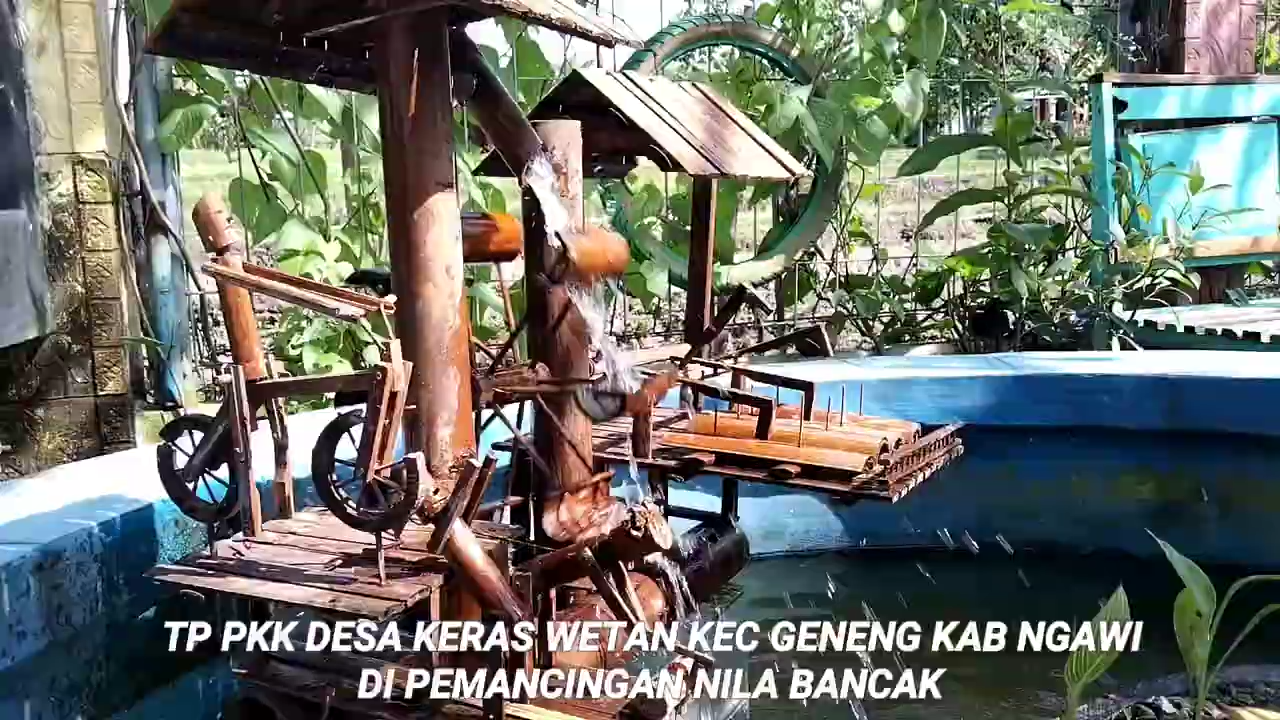 TP PKK DESA KERAS WETAN KEC GENENG KAB NGAWI
DI PEMANCINGAN NILA BANCAK